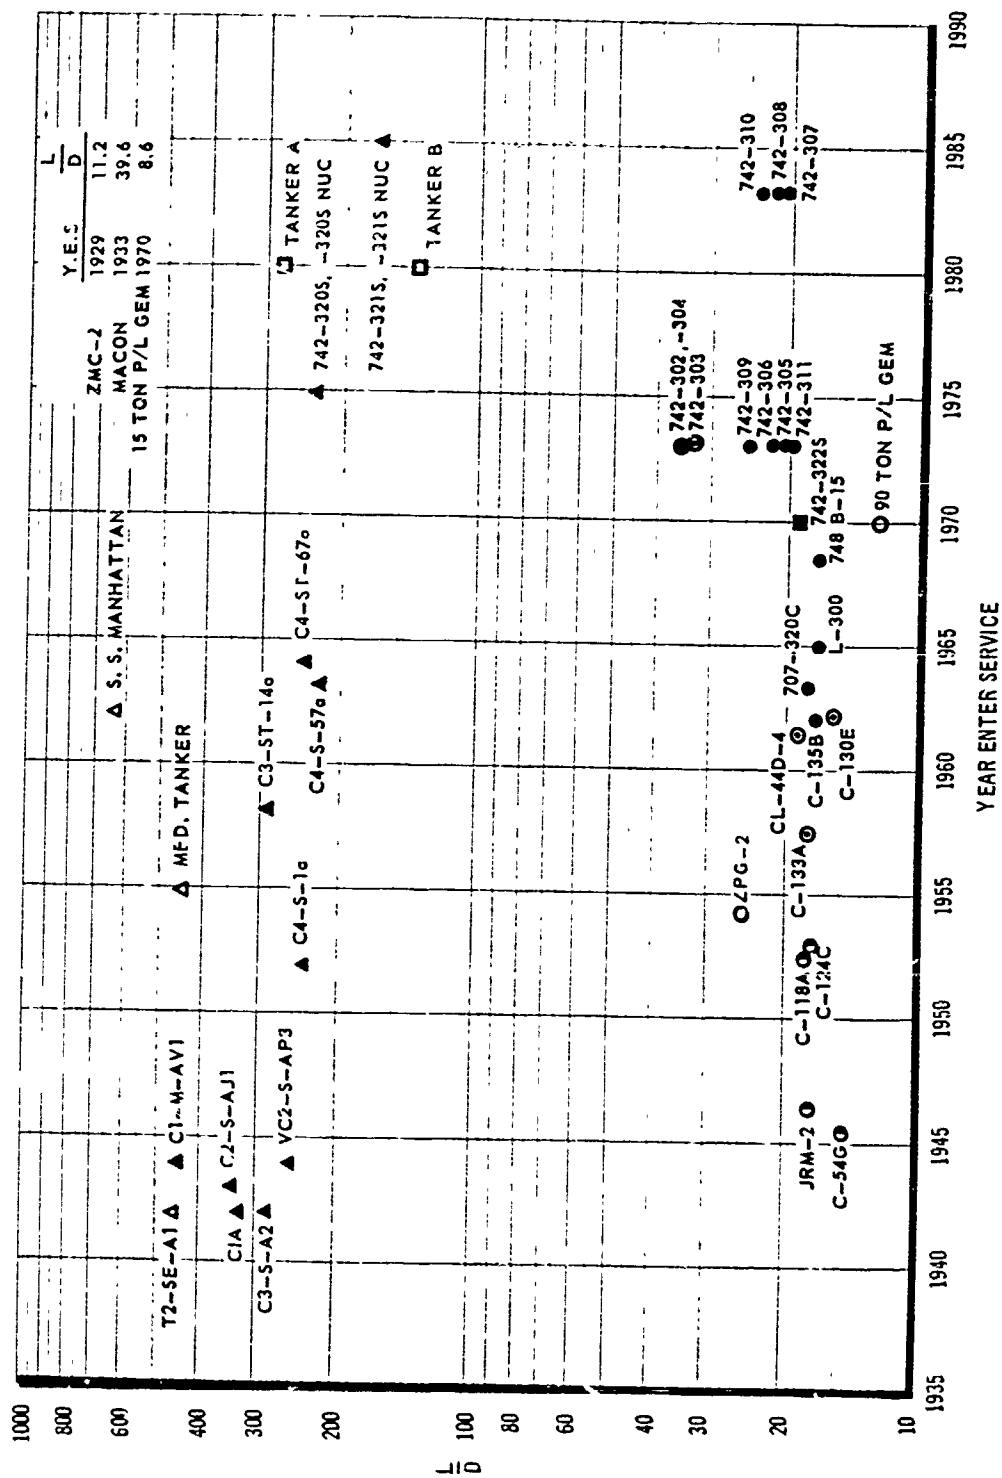 Y.E.S L/D
ZMC-2 1929 11.2
MACON 1933 39.6
15 TON P/L GEM 1970 8.6
L/D
1000
800
600
400
300
200
100
80
60
40
30
20
10
T2-SE-A1
C1-M-AV1
C2-S-AJ1
C1A
C3-S-A2
VC2-S-AP3
MED. TANKER
S. S. MANHATTAN
C4-S-1a
C3-ST-14a
C4-S-57a
C4-ST-67a
TANKER A
742-320S, -320S NUC
742-321S, -321S NUC
TANKER B
742-302, -304
742-303
742-309
742-306
742-305
742-311
742-310
742-308
742-307
742-322S
748 B-15
90 TON P/L GEM
L-300
707-320C
CL-44D-4
C-135B
C-130E
C-133A
ZPG-2
C-118A
C-124C
JRM-2
C-54G
1935
1940
1945
1950
1955
1960
1965
1970
1975
1980
1985
1990
YEAR ENTER SERVICE